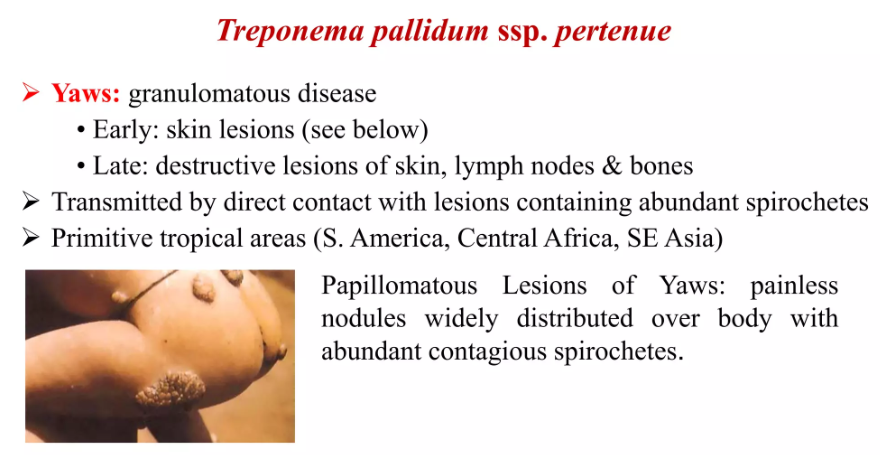 Treponema pallidum ssp. pertenue
➢ Yaws: granulomatous disease
• Early: skin lesions (see below)
• Late: destructive lesions of skin, lymph nodes & bones
➢ Transmitted by direct contact with lesions containing abundant spirochetes
➢ Primitive tropical areas (S. America, Central Africa, SE Asia)
Papillomatous Lesions of Yaws: painless
nodules widely distributed over body with
abundant contagious spirochetes.